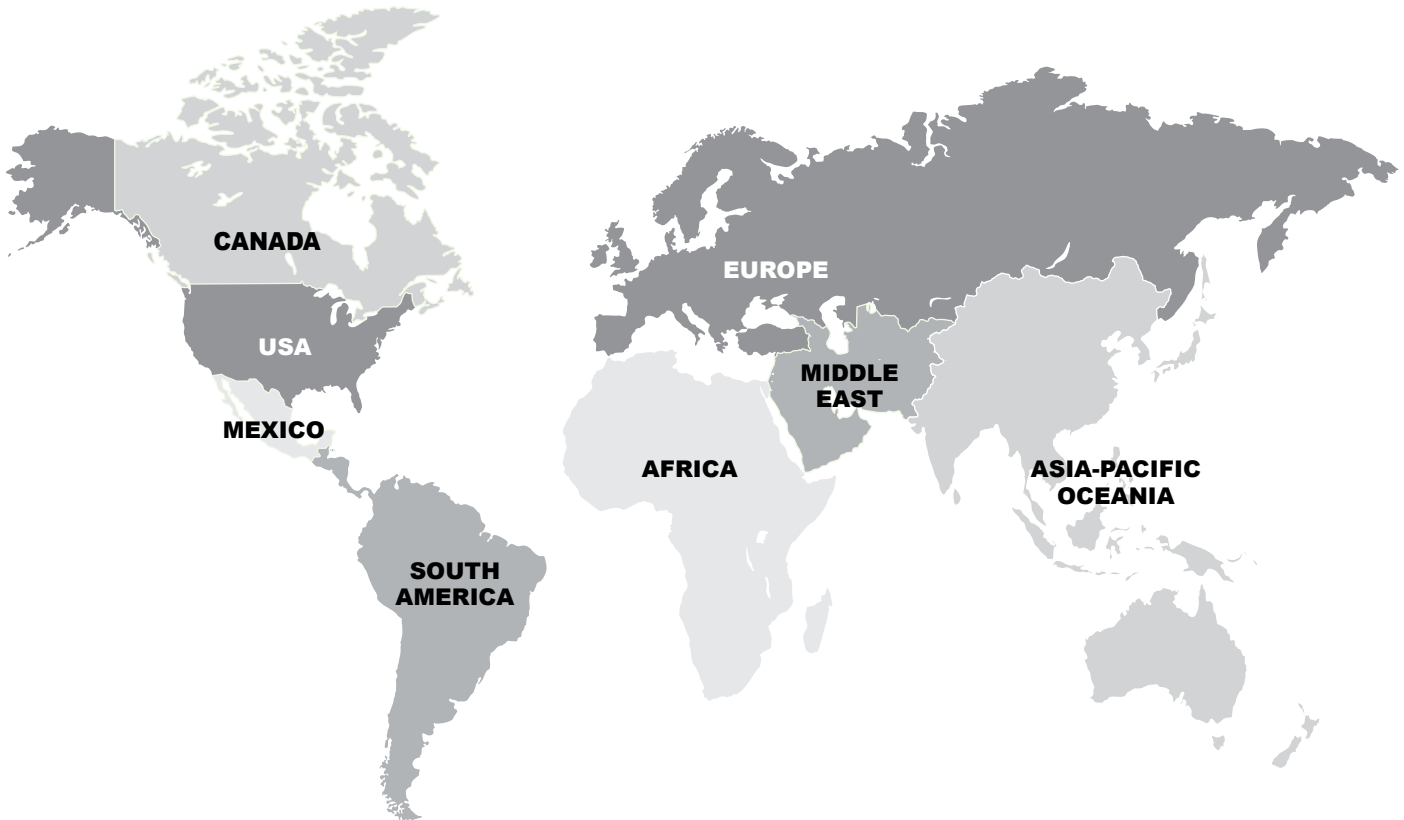 CANADA
EUROPE
USA
MIDDLE
EAST
MEXICO
AFRICA
ASIA-PACIFIC
OCEANIA
SOUTH
AMERICA